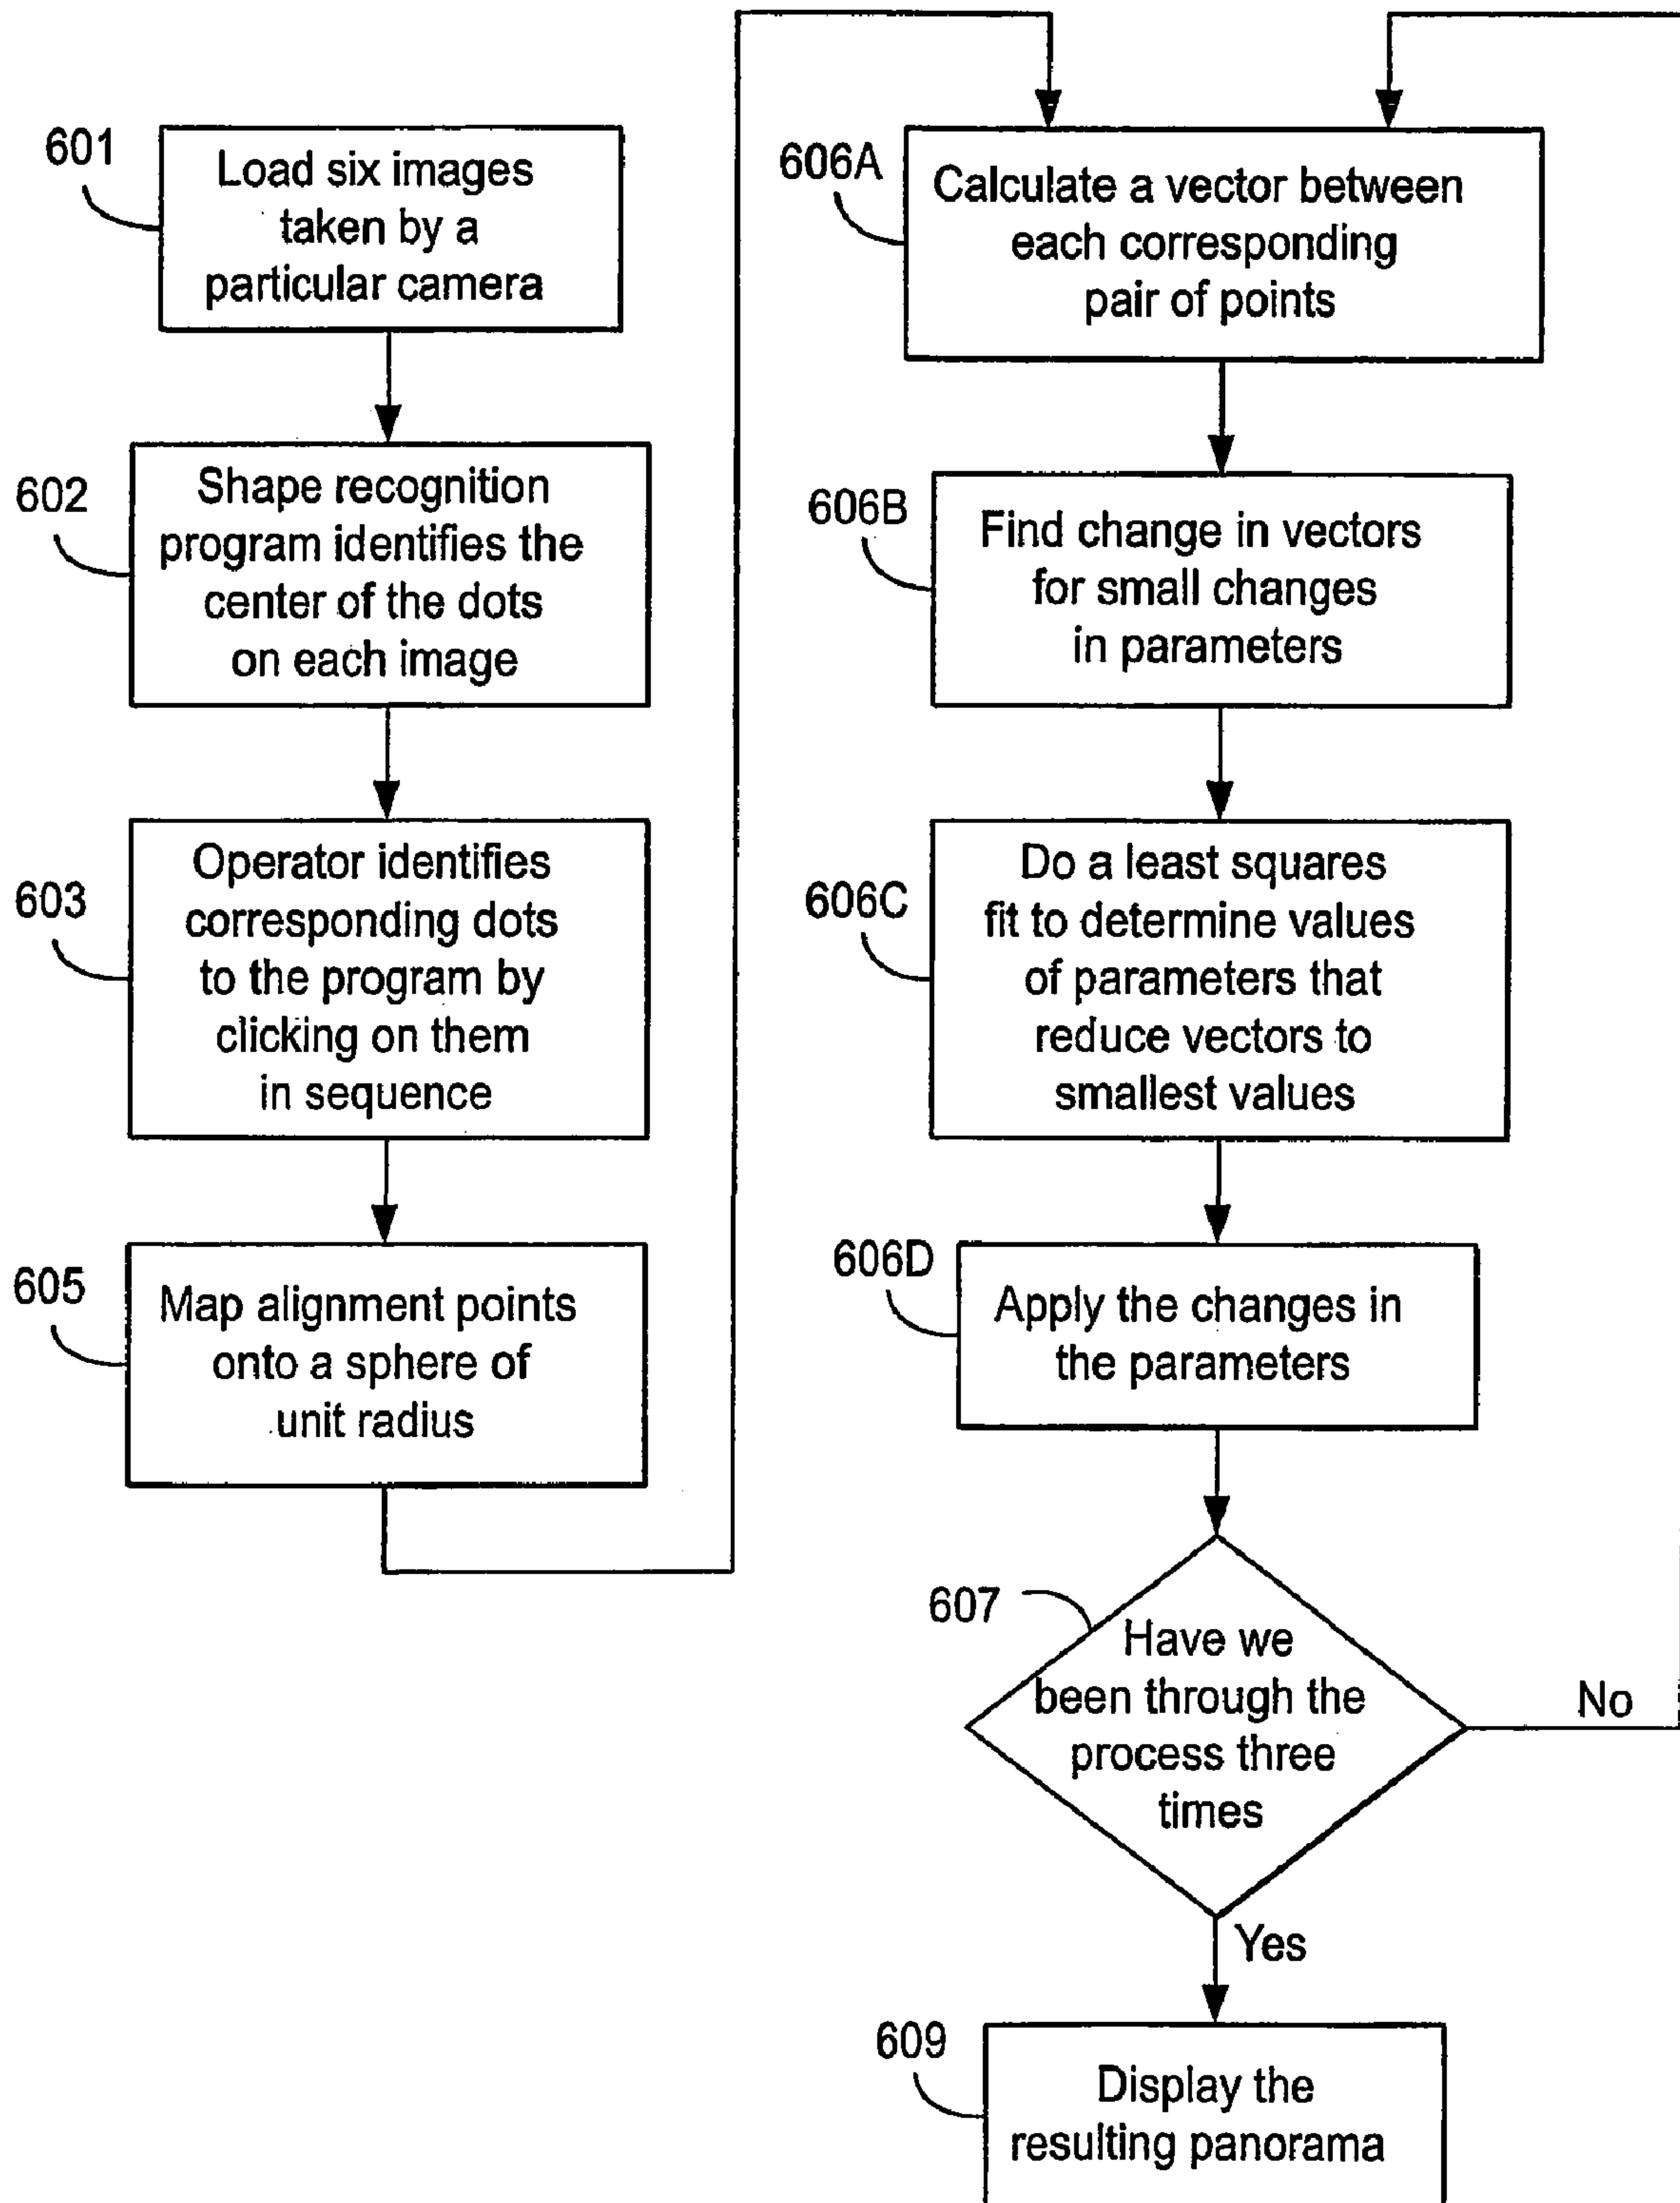 601
Load six images
taken by a
particular camera
602
Shape recognition
program identifies the
center of the dots
on each image
603
Operator identifies
corresponding dots
to the program by
clicking on them
in sequence
605
Map alignment points
onto a sphere of
unit radius
606A
Calculate a vector between
each corresponding
pair of points
606B
Find change in vectors
for small changes
in parameters
606C
Do a least squares
fit to determine values
of parameters that
reduce vectors to
smallest values
606D
Apply the changes in
the parameters
607
Have we
been through the
process three
times
No
Yes
609
Display the
resulting panorama